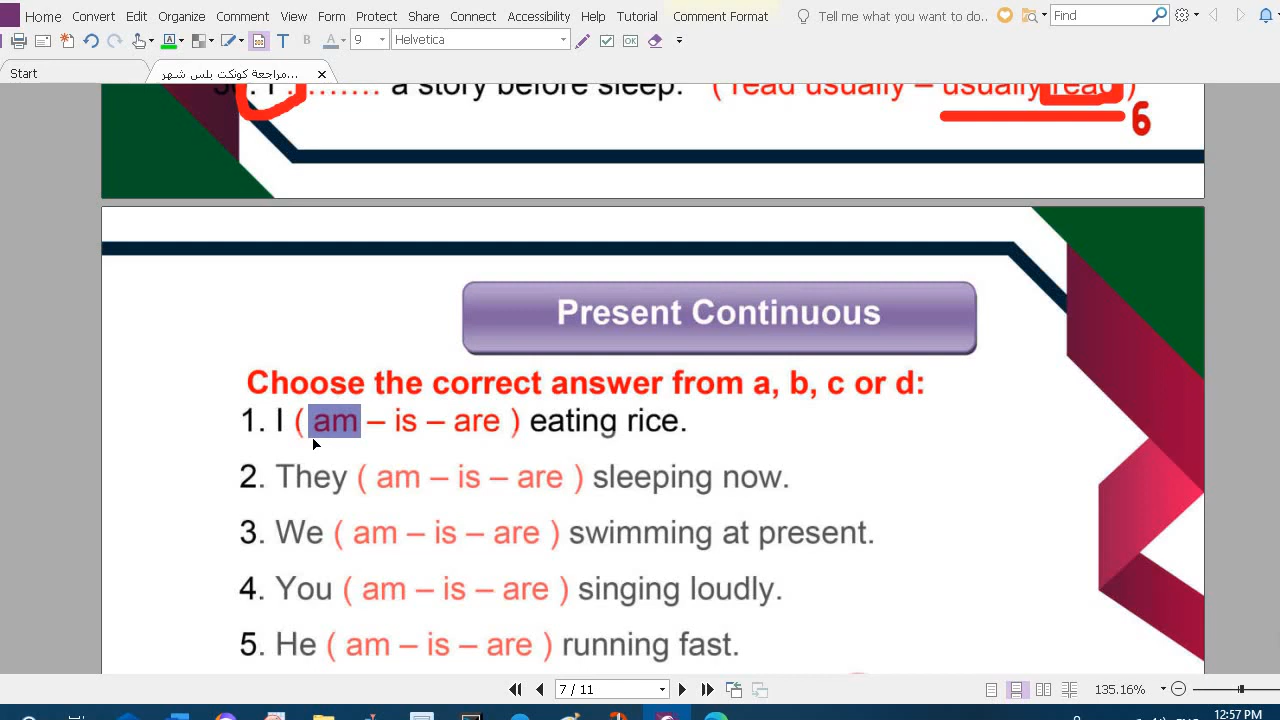 Home Convert Edit Organize Comment View Protect Share Connect Accessibility Help Tutorial Comment Format Tell me what you want to do.. Find
9 Helvetica
Start مراجعة كونكت بلس شهر...
I ........ a story before sleep. ( read usually – usually read )
6
Present Continuous
Choose the correct answer from a, b, c or d:
1. I ( am – is – are ) eating rice.
2. They ( am – is – are ) sleeping now.
3. We ( am – is – are ) swimming at present.
4. You ( am – is – are ) singing loudly.
5. He ( am – is – are ) running fast.
7 / 11 135.16%
12:57 PM